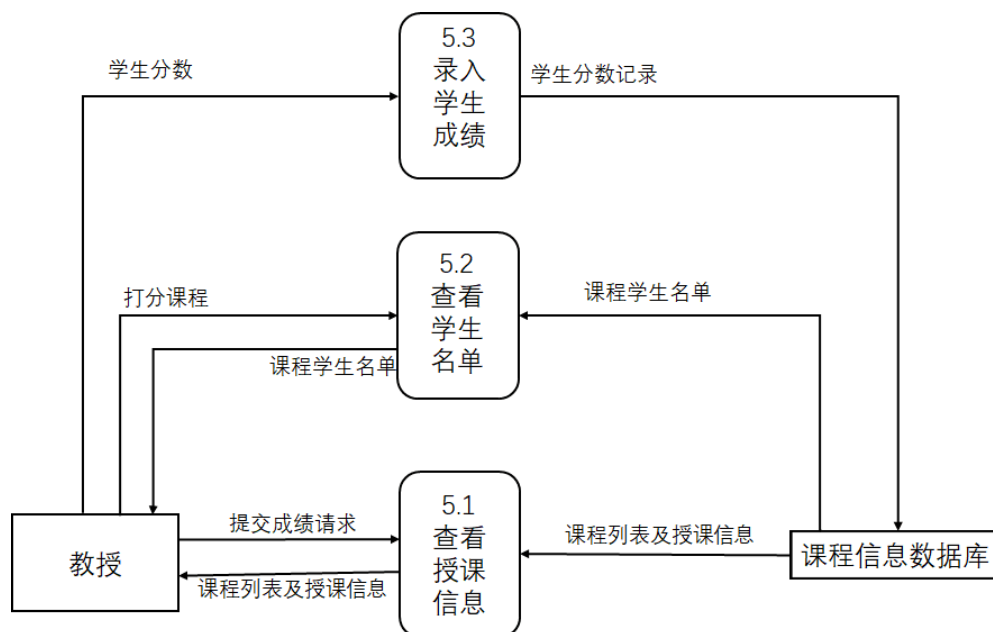 5.3
录入
学生
成绩
学生分数
学生分数记录
5.2
查看
学生
名单
打分课程
课程学生名单
课程学生名单
5.1
查看
授课
信息
提交成绩请求
课程列表及授课信息
教授
课程列表及授课信息
课程信息数据库